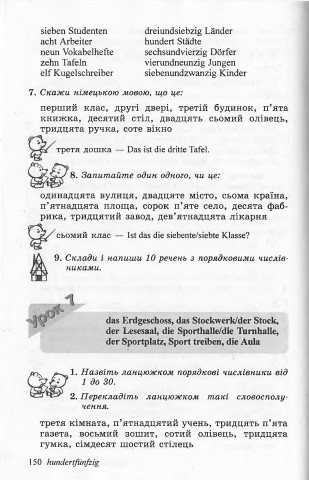 sieben Studenten
acht Arbeiter
neun Vokabelhefte
zehn Tafeln
elf Kugelschreiber
dreiundsiebzig Länder
hundert Städte
sechsundvierzig Dörfer
vierundneunzig Jungen
siebenundzwanzig Kinder
7. Скажи німецькою мовою, що це:
перший клас, другі двері, третій будинок, п'ята
книжка, десятий стіл, двадцять сьомий олівець,
тридцята ручка, соте вікно
третя дошка — Das ist die dritte Tafel.
8. Запитайте один одного, чи це:
одинадцята вулиця, двадцяте місто, сьома країна,
п'ятнадцята площа, сорок п'яте село, десята фаб-
рика, тридцятий завод, дев'ятнадцята лікарня
сьомий клас — Ist das die siebente/siebte Klasse?
9. Склади і напиши 10 речень з порядковими числів-
никами.
Урок 7
das Erdgeschoss, das Stockwerk/der Stock,
der Lesesaal, die Sporthalle/die Turnhalle,
der Sportplatz, Sport treiben, die Aula
1. Назвіть ланцюжком порядкові числівники від
1 до 30.
2. Перекладіть ланцюжком такі словосполу-
чення.
третя кімната, п'ятнадцятий учень, тридцять п'ята
газета, восьмий зошит, сотий олівець, тридцята
гумка, сімдесят шостий стілець
150 hundertfünfzig